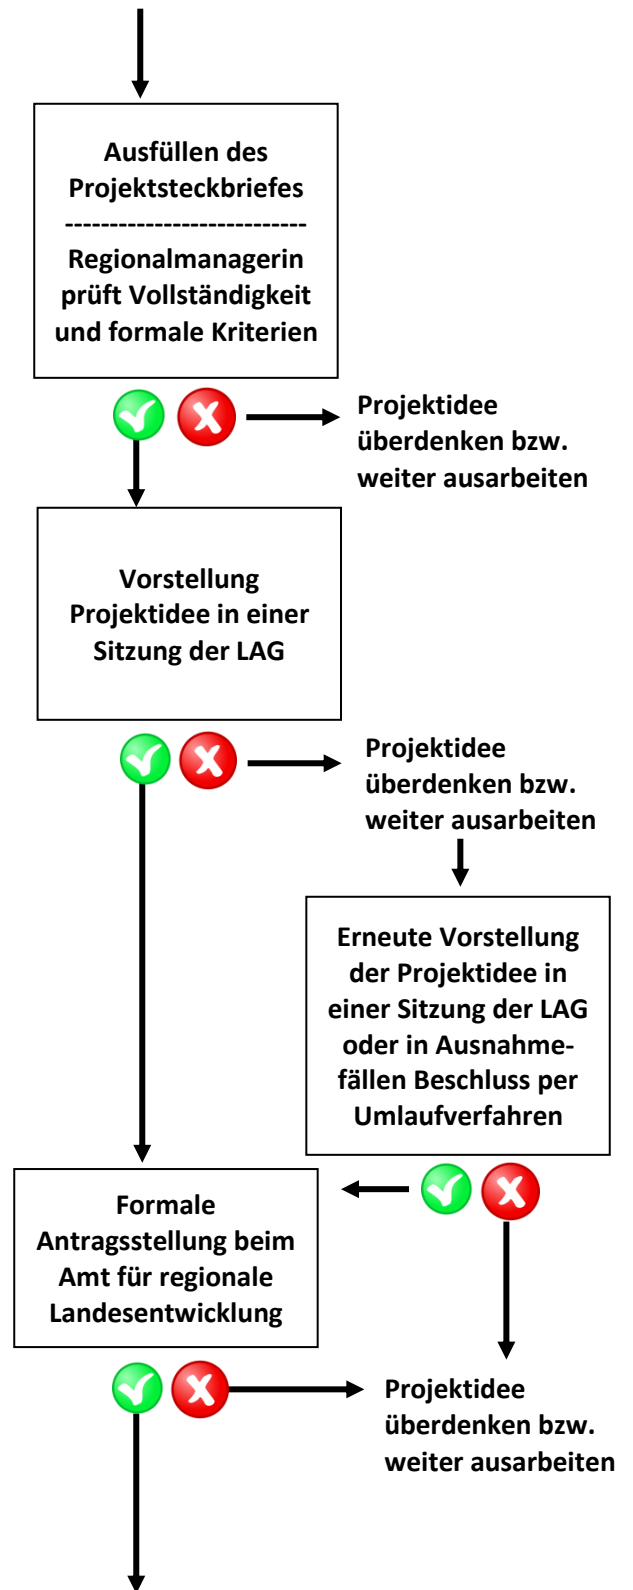 Ausfüllen des
Projektsteckbriefes
---------------------------
Regionalmanagerin
prüft Vollständigkeit
und formale Kriterien
Projektidee
überdenken bzw.
weiter ausarbeiten
Vorstellung
Projektidee in einer
Sitzung der LAG
Projektidee
überdenken bzw.
weiter ausarbeiten
Erneute Vorstellung
der Projektidee in
einer Sitzung der LAG
oder in Ausnahme-
fällen Beschluss per
Umlaufverfahren
Formale
Antragsstellung beim
Amt für regionale
Landesentwicklung
Projektidee
überdenken bzw.
weiter ausarbeiten